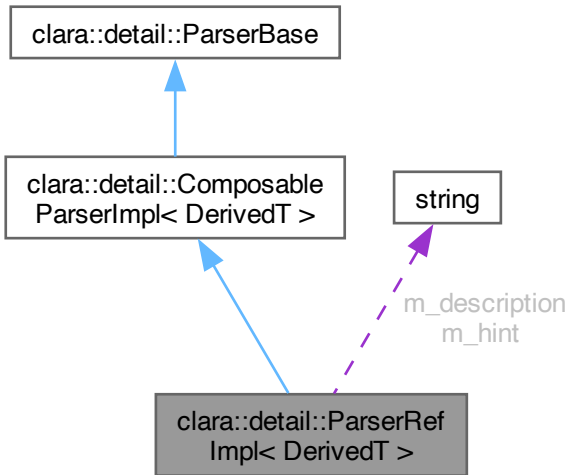 clara::detail::ParserBase
clara::detail::Composable
ParserImpl< DerivedT >
string
m_description
m_hint
clara::detail::ParserRef
Impl< DerivedT >